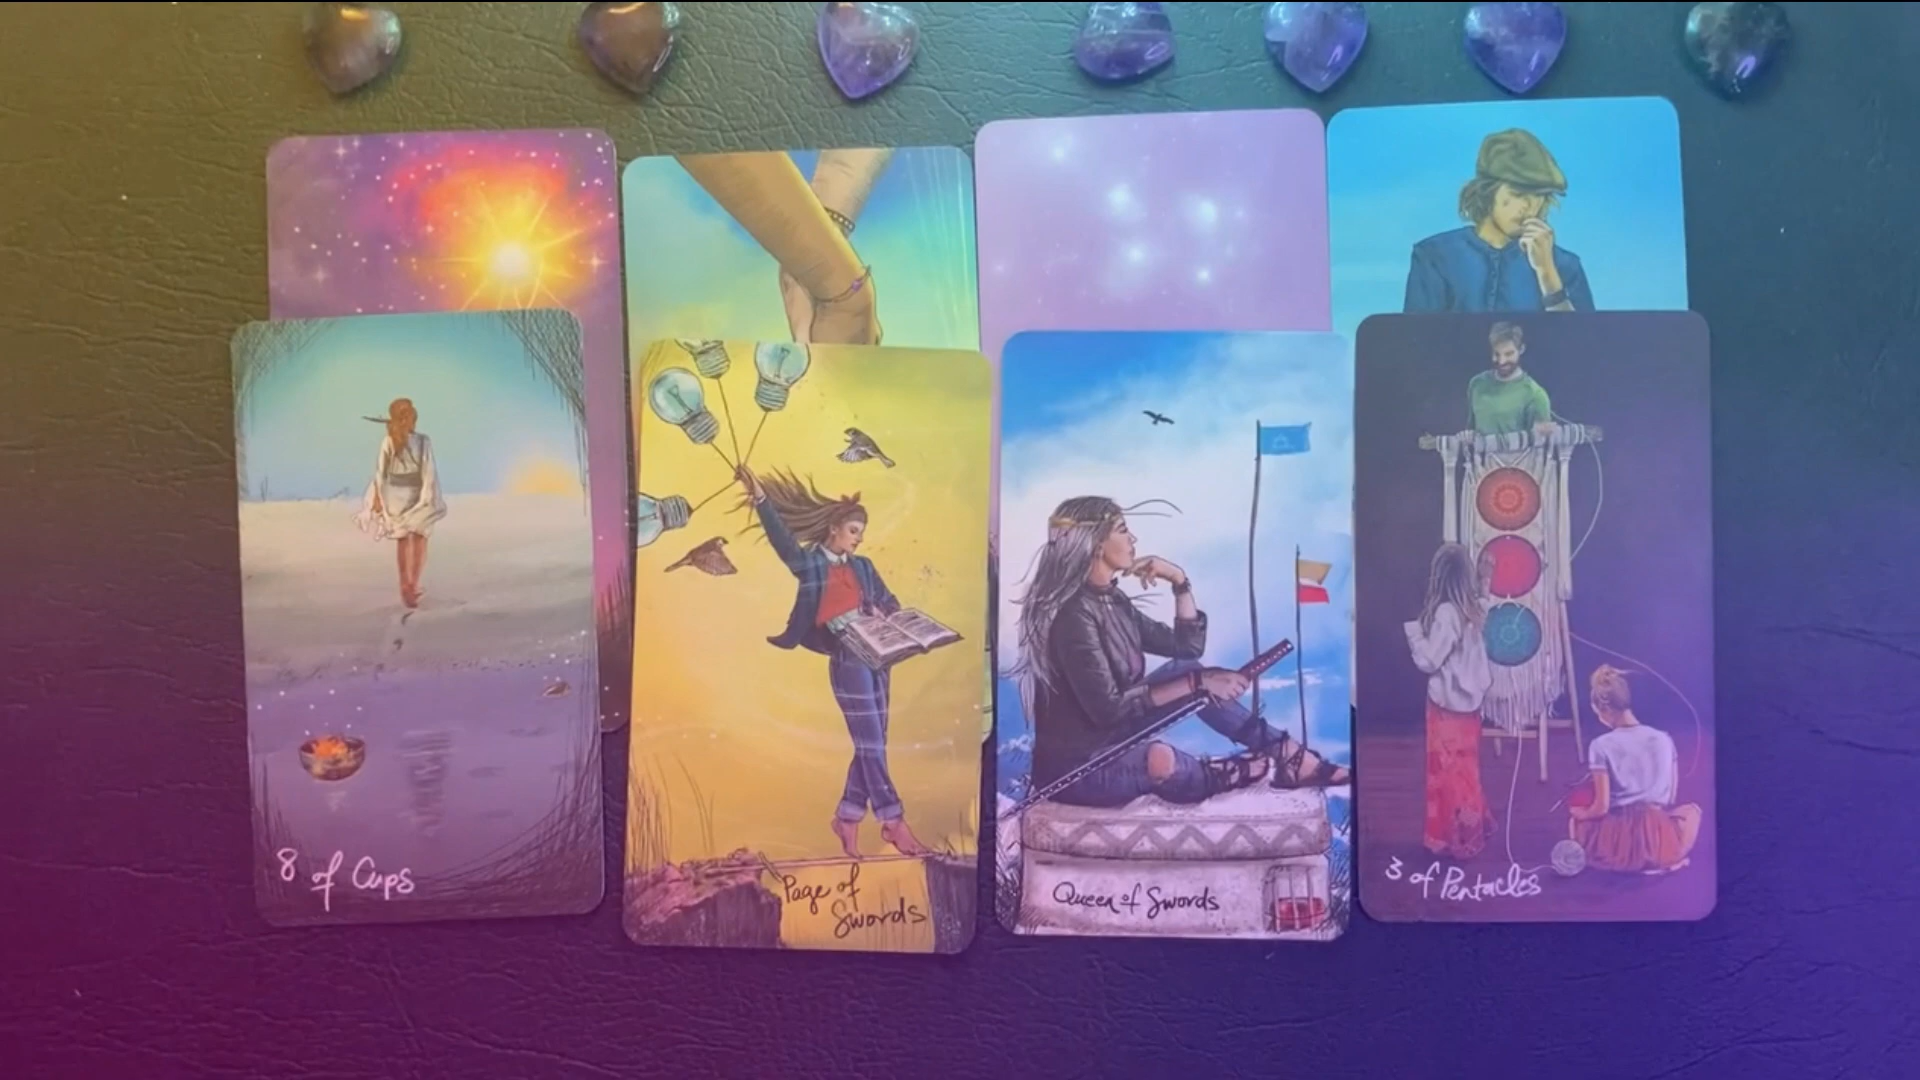 8 of Cups
Page of
Swords
Queen of Swords
3 of Pentacles